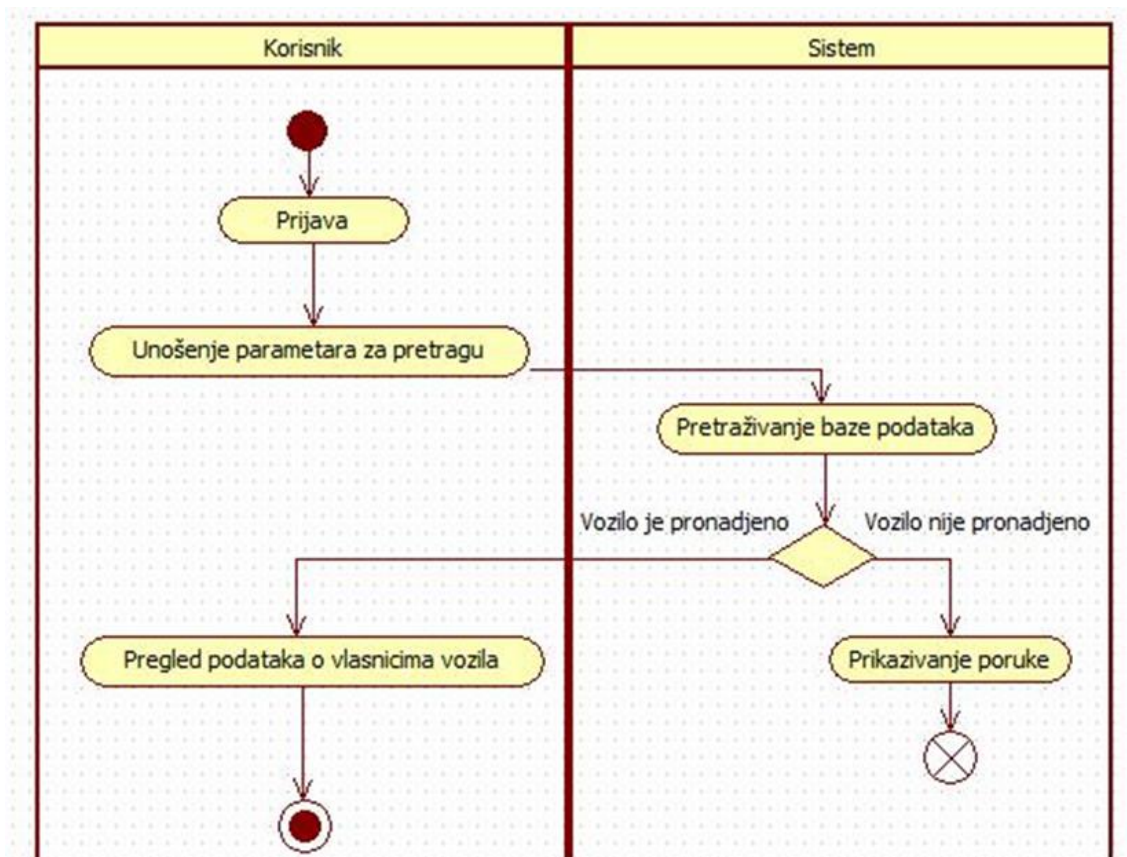 Korisnik
Sistem
Prijava
Unošenje parametara za pretragu
Pretraživanje baze podataka
Vozilo je pronadjeno
Vozilo nije pronadjeno
Pregled podataka o vlasnicima vozila
Prikazivanje poruke